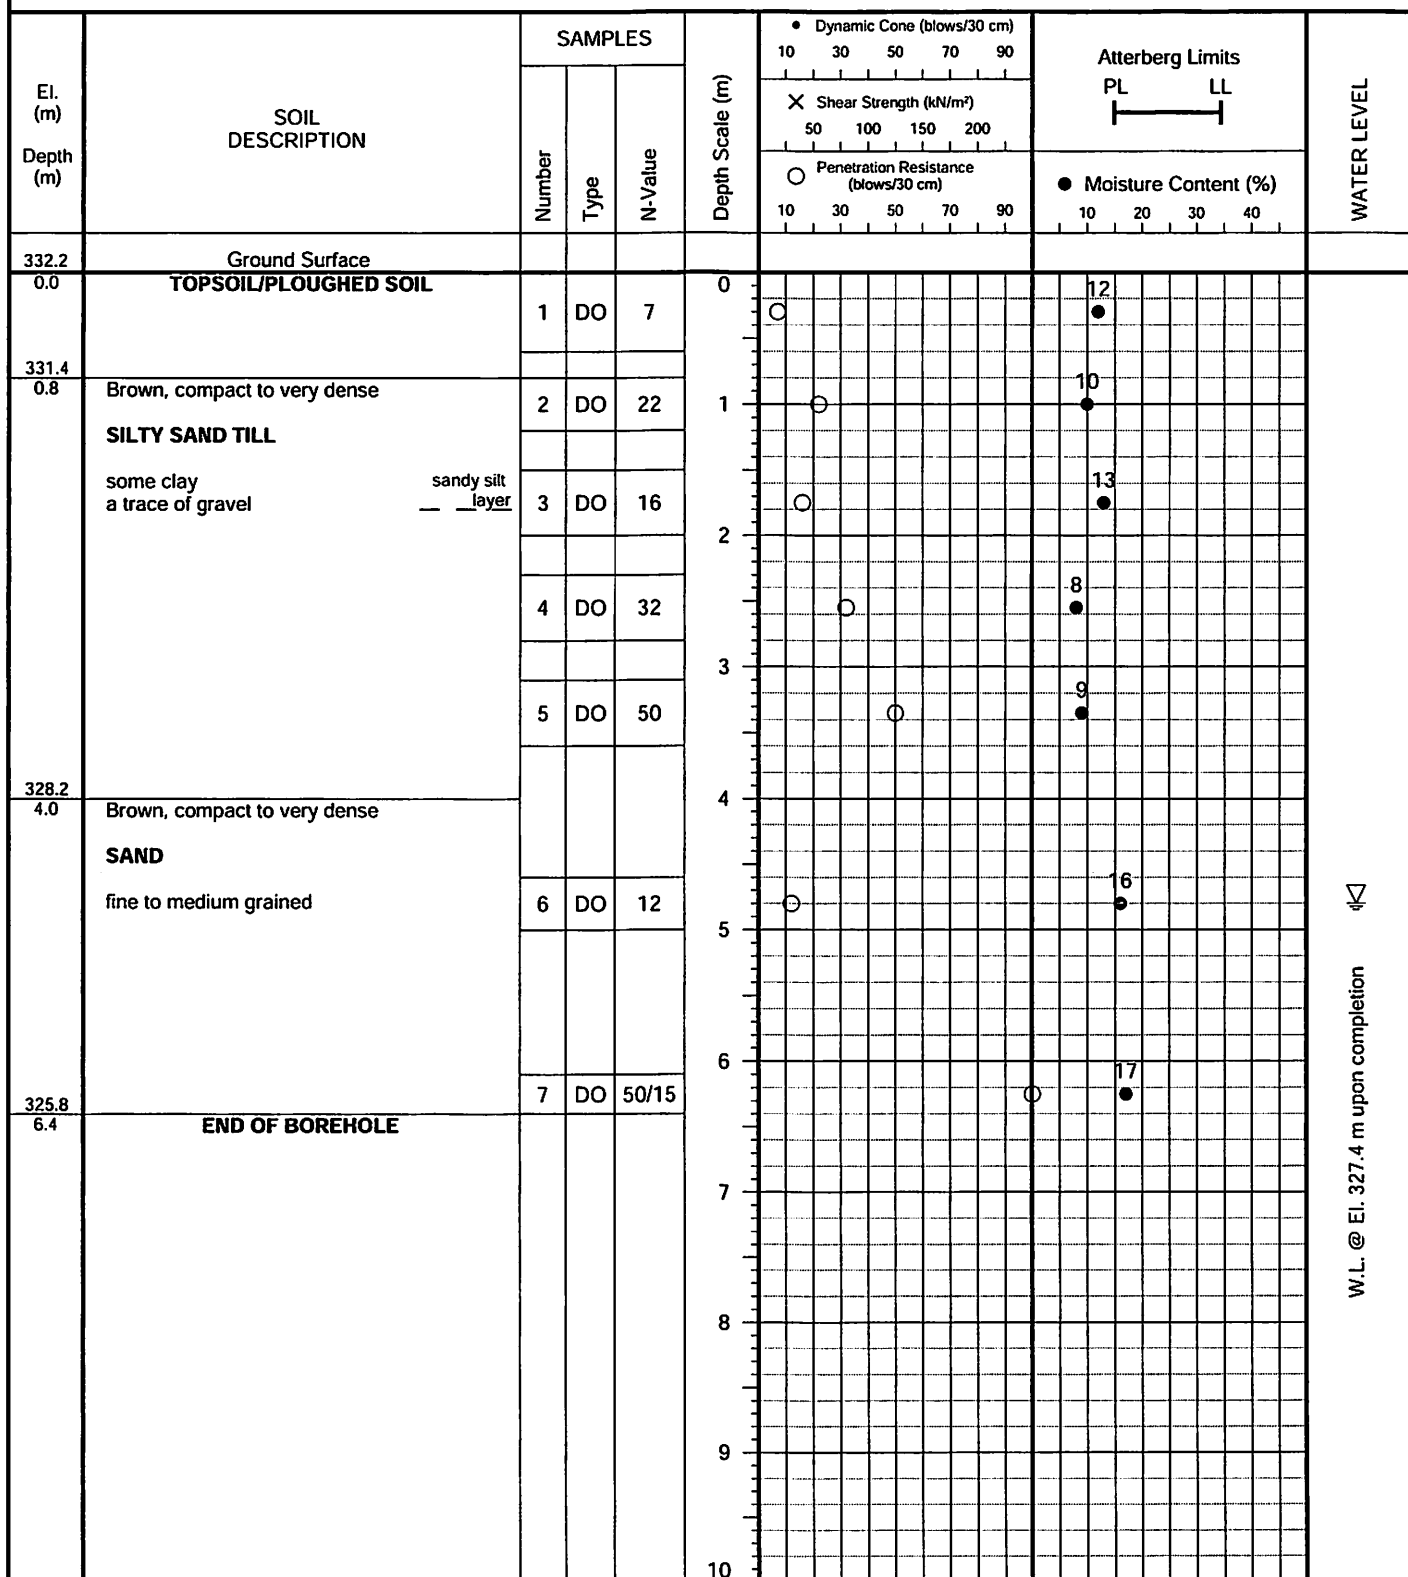 El.
(m)
Depth
(m)
SOIL
DESCRIPTION
SAMPLES
Number
Type
N-Value
Depth Scale (m)
• Dynamic Cone (blows/30 cm)
10 30 50 70 90
✕ Shear Strength (kN/m²)
50 100 150 200
○ Penetration Resistance
(blows/30 cm)
10 30 50 70 90
Atterberg Limits
PL LL
● Moisture Content (%)
10 20 30 40
WATER LEVEL
332.2 Ground Surface
0.0 TOPSOIL/PLOUGHED SOIL 0
1 DO 7 12
331.4
0.8 Brown, compact to very dense 10
2 DO 22 1
SILTY SAND TILL
some clay sandy silt 13
a trace of gravel layer 3 DO 16
2
8
4 DO 32
3
9
5 DO 50
328.2
4.0 Brown, compact to very dense 4
SAND
16
fine to medium grained 6 DO 12
5
6
17
7 DO 50/15
325.8
6.4 END OF BOREHOLE
7
8
9
10
W.L. @ El. 327.4 m upon completion